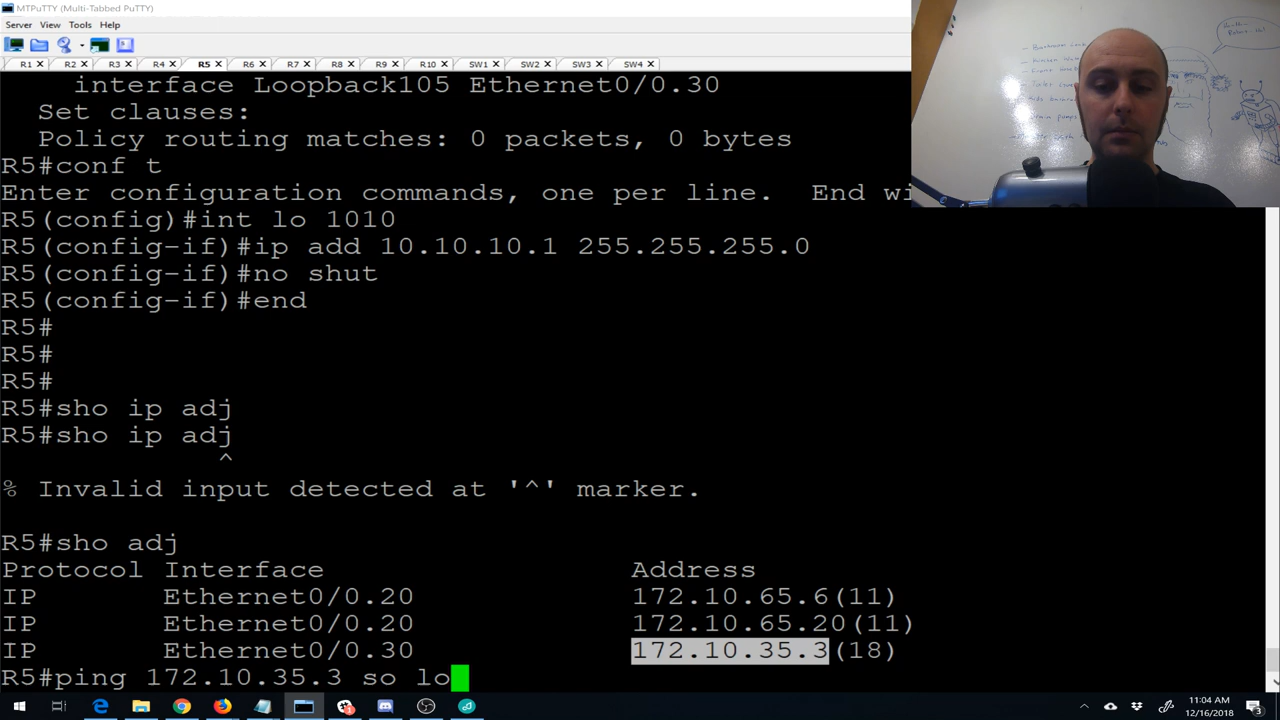 MTPuTTY (Multi-Tabbed PuTTY)
Server View Tools Help
R1 R2 R3 R4 R5 R6 R7 R8 R9 R10 SW1 SW2 SW3 SW4
interface Loopback105 Ethernet0/0.30
Set clauses:
Policy routing matches: 0 packets, 0 bytes
R5#conf t
Enter configuration commands, one per line. End wi
R5(config)#int lo 1010
R5(config-if)#ip add 10.10.10.1 255.255.255.0
R5(config-if)#no shut
R5(config-if)#end
R5#
R5#
R5#
R5#sho ip adj
R5#sho ip adj
^
% Invalid input detected at '^' marker.
R5#sho adj
Protocol Interface Address
IP Ethernet0/0.20 172.10.65.6(11)
IP Ethernet0/0.20 172.10.65.20(11)
IP Ethernet0/0.30 172.10.35.3(18)
R5#ping 172.10.35.3 so lo
11:04 AM
12/16/2018
3